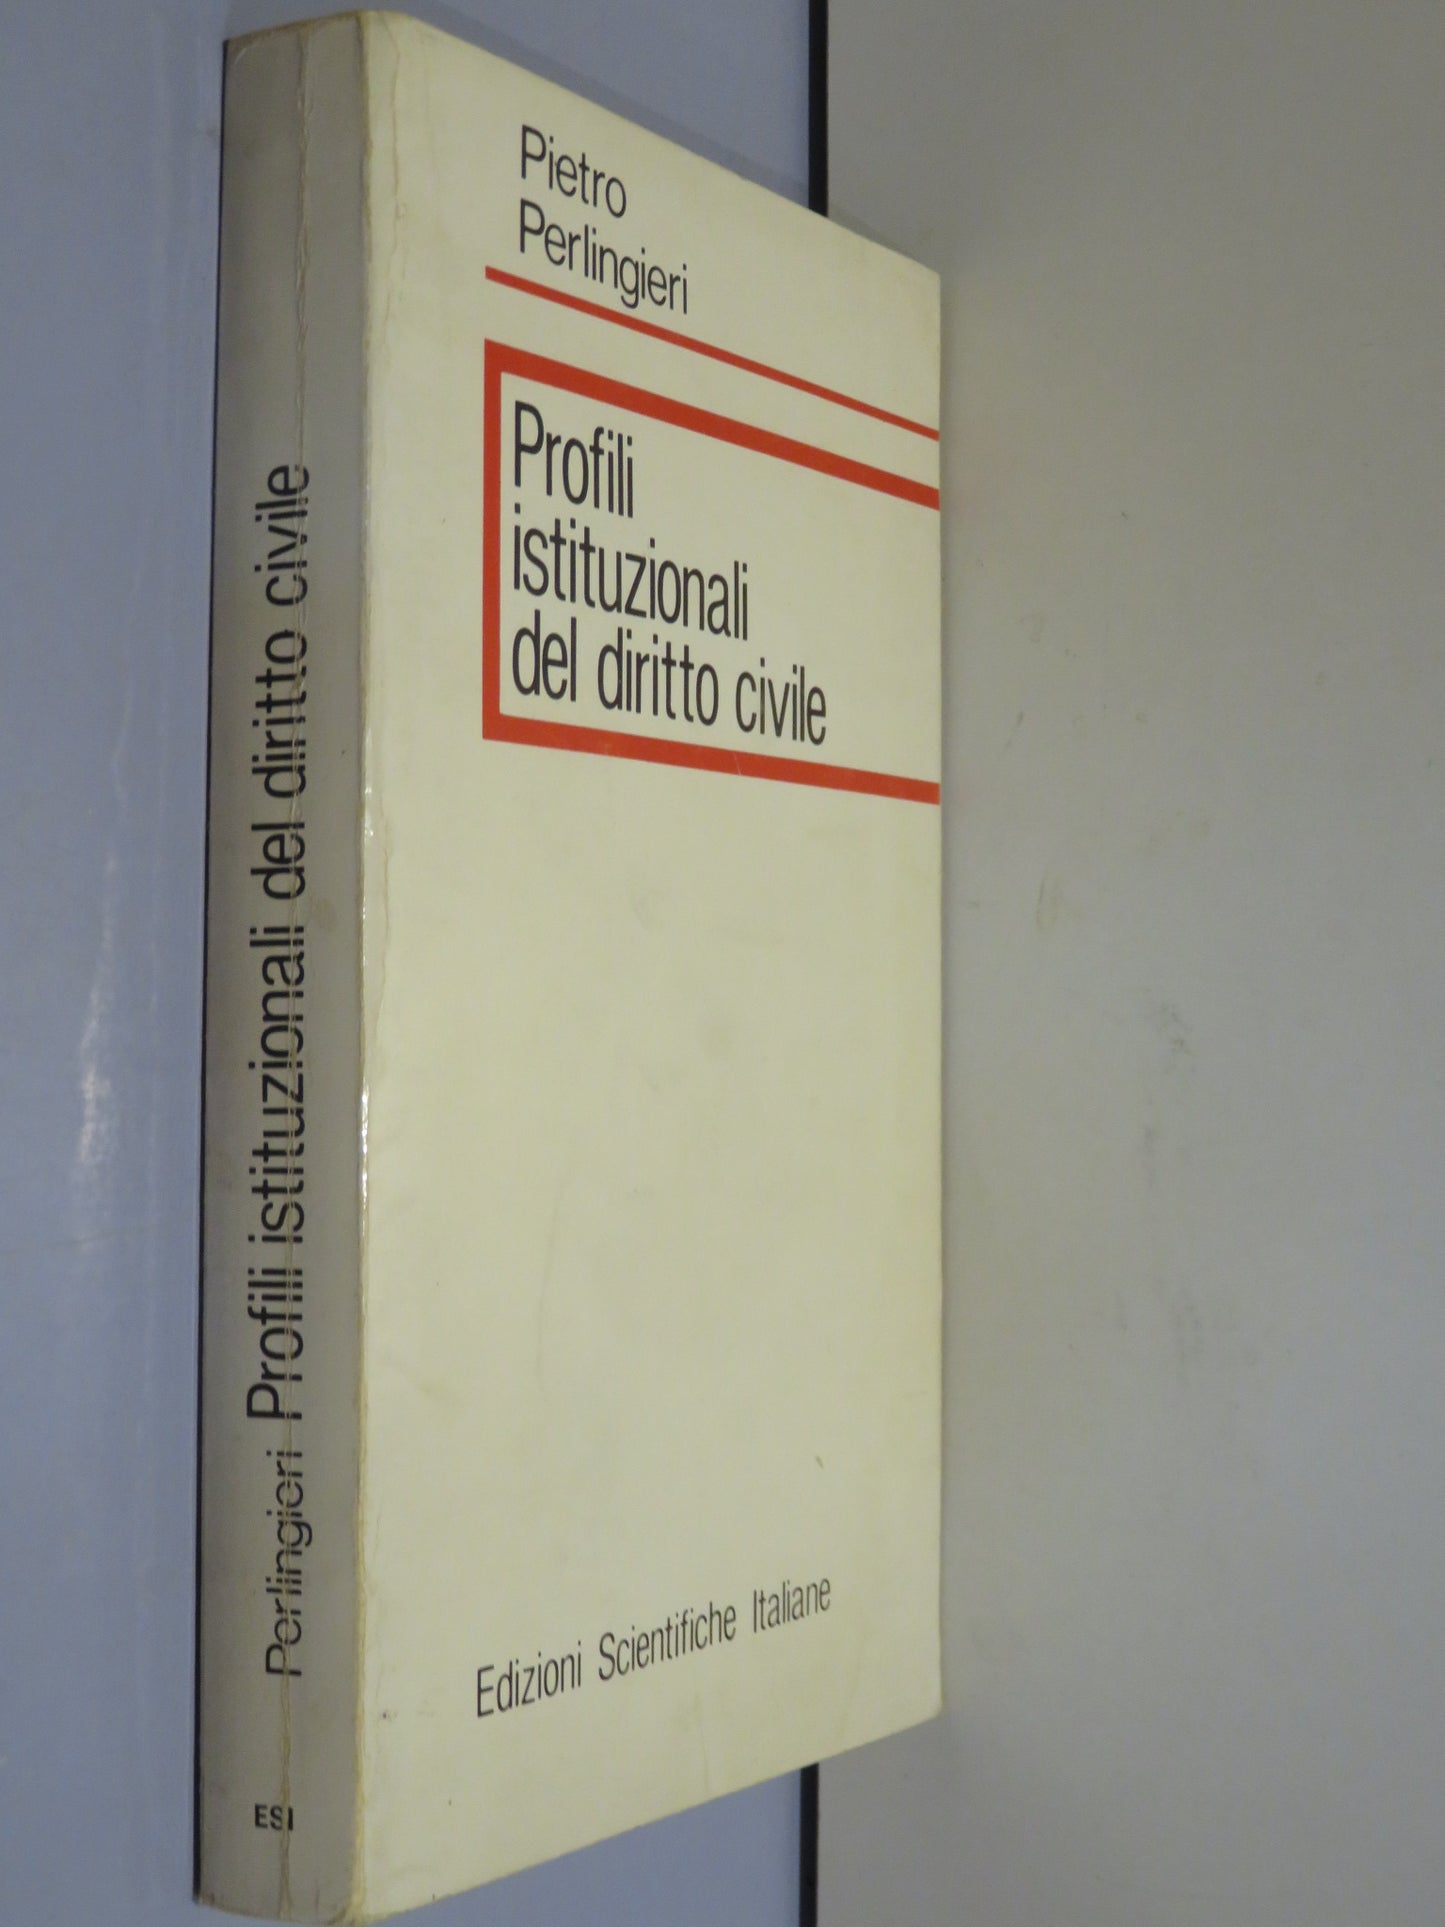 Pietro
Perlingieri
Profili
istituzionali
del diritto civile
Edizioni Scientifiche Italiane
Perlingieri Profili istituzionali del diritto civile
ESI